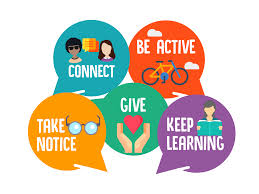 CONNECT
BE ACTIVE
TAKE
NOTICE
GIVE
KEEP
LEARNING